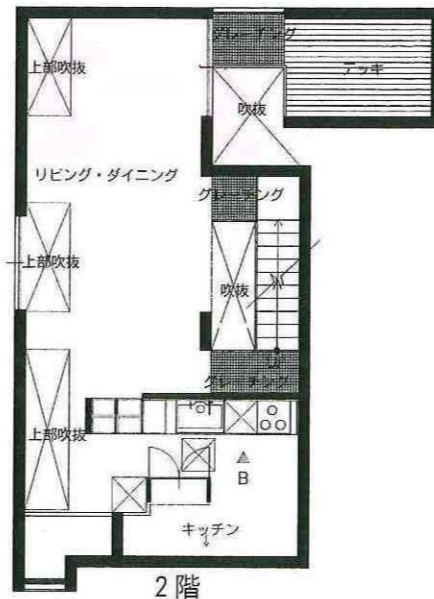 グレーチング
上部吹抜
デッキ
吹抜
リビング・ダイニング
グレーチング
上部吹抜
吹抜
UP
グレーチング
上部吹抜
B
キッチン
2階